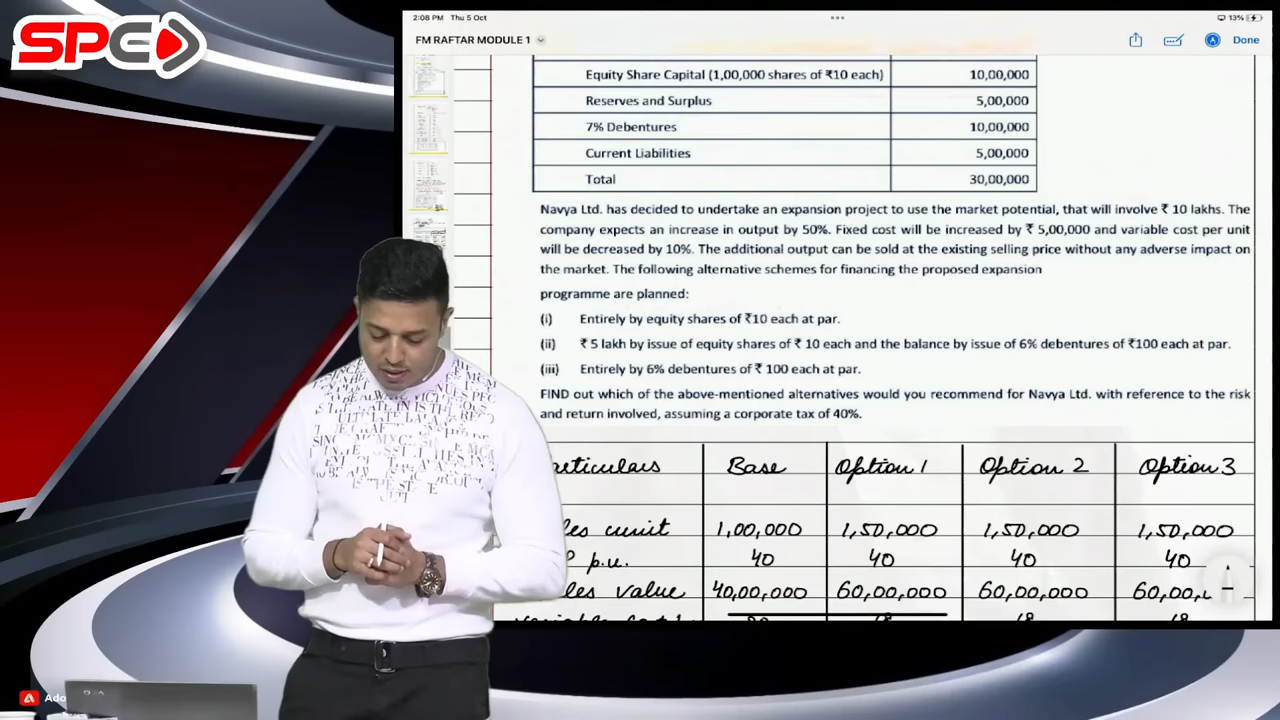 SPC
2:08 PM Thu 5 Oct
13%
FM RAFTAR MODULE 1
Done
Equity Share Capital (1,00,000 shares of ₹10 each) 10,00,000
Reserves and Surplus 5,00,000
7% Debentures 10,00,000
Current Liabilities 5,00,000
Total 30,00,000
Navya Ltd. has decided to undertake an expansion project to use the market potential, that will involve ₹ 10 lakhs. The
company expects an increase in output by 50%. Fixed cost will be increased by ₹ 5,00,000 and variable cost per unit
will be decreased by 10%. The additional output can be sold at the existing selling price without any adverse impact on
the market. The following alternative schemes for financing the proposed expansion
programme are planned:
(i) Entirely by equity shares of ₹10 each at par.
(ii) ₹ 5 lakh by issue of equity shares of ₹ 10 each and the balance by issue of 6% debentures of ₹100 each at par.
(iii) Entirely by 6% debentures of ₹ 100 each at par.
FIND out which of the above-mentioned alternatives would you recommend for Navya Ltd. with reference to the risk
and return involved, assuming a corporate tax of 40%.
Base Option 1 Option 2 Option 3
unit 1,00,000 1,50,000 1,50,000 1,50,000
p.u. 40 40 40 40
value 40,00,000 60,00,000 60,00,000